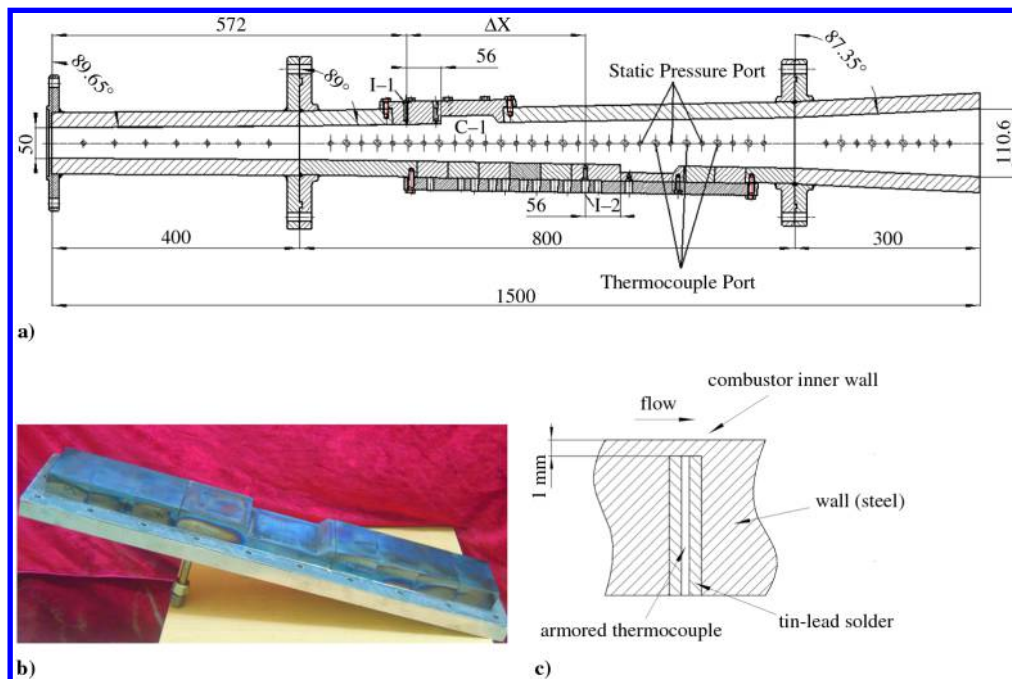 572
ΔX
87.35°
89.65°
89°
56
I–1
Static Pressure Port
C–1
50
110.6
56
I–2
400
800
300
Thermocouple Port
1500
a)
combustor inner wall
flow
1 mm
wall (steel)
armored thermocouple
tin-lead solder
b)
c)